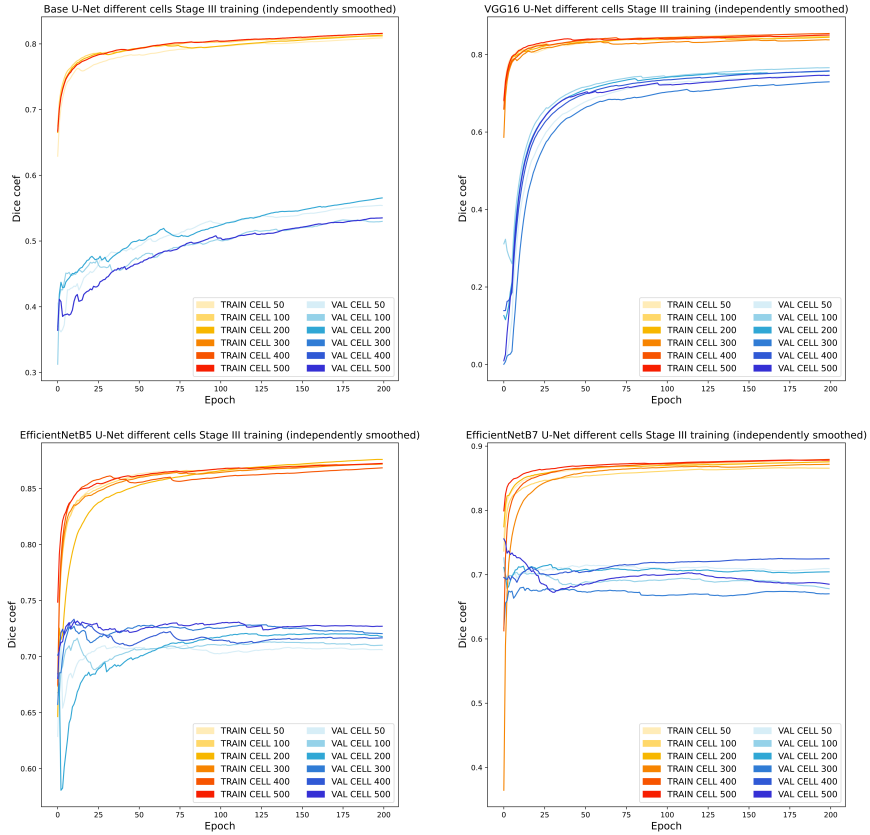 Base U-Net different cells Stage III training (independently smoothed)
Dice coef
0.8
0.7
0.6
0.5
0.4
0.3
TRAIN CELL 50 VAL CELL 50
TRAIN CELL 100 VAL CELL 100
TRAIN CELL 200 VAL CELL 200
TRAIN CELL 300 VAL CELL 300
TRAIN CELL 400 VAL CELL 400
TRAIN CELL 500 VAL CELL 500
0 25 50 75 100 125 150 175 200
Epoch
VGG16 U-Net different cells Stage III training (independently smoothed)
Dice coef
0.8
0.6
0.4
0.2
0.0
TRAIN CELL 50 VAL CELL 50
TRAIN CELL 100 VAL CELL 100
TRAIN CELL 200 VAL CELL 200
TRAIN CELL 300 VAL CELL 300
TRAIN CELL 400 VAL CELL 400
TRAIN CELL 500 VAL CELL 500
0 25 50 75 100 125 150 175 200
Epoch
EfficientNetB5 U-Net different cells Stage III training (independently smoothed)
Dice coef
0.85
0.80
0.75
0.70
0.65
0.60
TRAIN CELL 50 VAL CELL 50
TRAIN CELL 100 VAL CELL 100
TRAIN CELL 200 VAL CELL 200
TRAIN CELL 300 VAL CELL 300
TRAIN CELL 400 VAL CELL 400
TRAIN CELL 500 VAL CELL 500
0 25 50 75 100 125 150 175 200
Epoch
EfficientNetB7 U-Net different cells Stage III training (independently smoothed)
Dice coef
0.9
0.8
0.7
0.6
0.5
0.4
TRAIN CELL 50 VAL CELL 50
TRAIN CELL 100 VAL CELL 100
TRAIN CELL 200 VAL CELL 200
TRAIN CELL 300 VAL CELL 300
TRAIN CELL 400 VAL CELL 400
TRAIN CELL 500 VAL CELL 500
0 25 50 75 100 125 150 175 200
Epoch